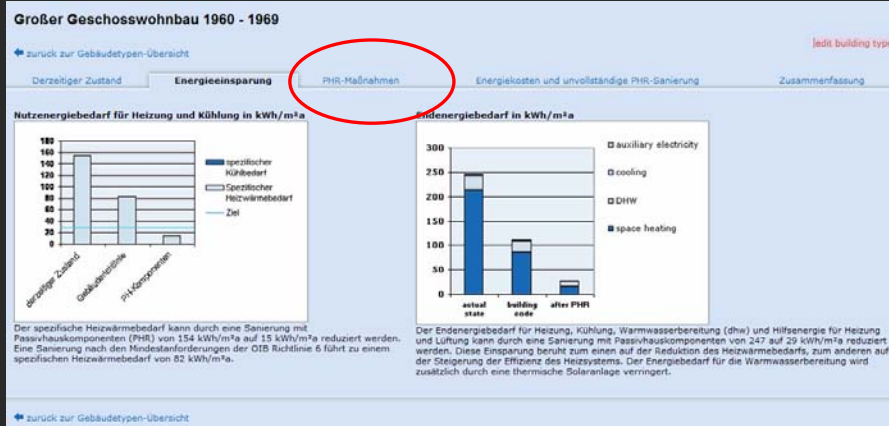 Großer Geschosswohnbau 1960 - 1969
[edit building type
zurück zur Gebäudetypen-Übersicht
Derzeitiger Zustand
Energieeinsparung
PHR-Maßnahmen
Energiekosten und unvollständige PHR-Sanierung
Zusammenfassung
Nutzenergiebedarf für Heizung und Kühlung in kWh/m²a
180
160
140
120
100
80
60
40
20
0
derzeitiger Zustand
Gebäuderichtlinie
PH-Komponenten
spezifischer
Kühlbedarf
Spezifischer
Heizwärmebedarf
Ziel
Der spezifische Heizwärmebedarf kann durch eine Sanierung mit
Passivhauskomponenten (PHR) von 154 kWh/m²a auf 15 kWh/m²a reduziert werden.
Eine Sanierung nach den Mindestanforderungen der OIB Richtlinie 6 führt zu einem
spezifischen Heizwärmebedarf von 82 kWh/m²a.
Endenergiebedarf in kWh/m²a
300
250
200
150
100
50
0
actual
state
building
code
after PHR
auxiliary electricity
cooling
DHW
space heating
Der Endenergiebedarf für Heizung, Kühlung, Warmwasserbereitung (dhw) und Hilfsenergie für Heizung
und Lüftung kann durch eine Sanierung mit Passivhauskomponenten von 247 auf 29 kWh/m²a reduziert
werden. Diese Einsparung beruht zum einen auf der Reduktion des Heizwärmebedarfs, zum anderen auf
der Steigerung der Effizienz des Heizsystems. Der Energiebedarf für die Warmwasserbereitung wird
zusätzlich durch eine thermische Solaranlage verringert.
zurück zur Gebäudetypen-Übersicht